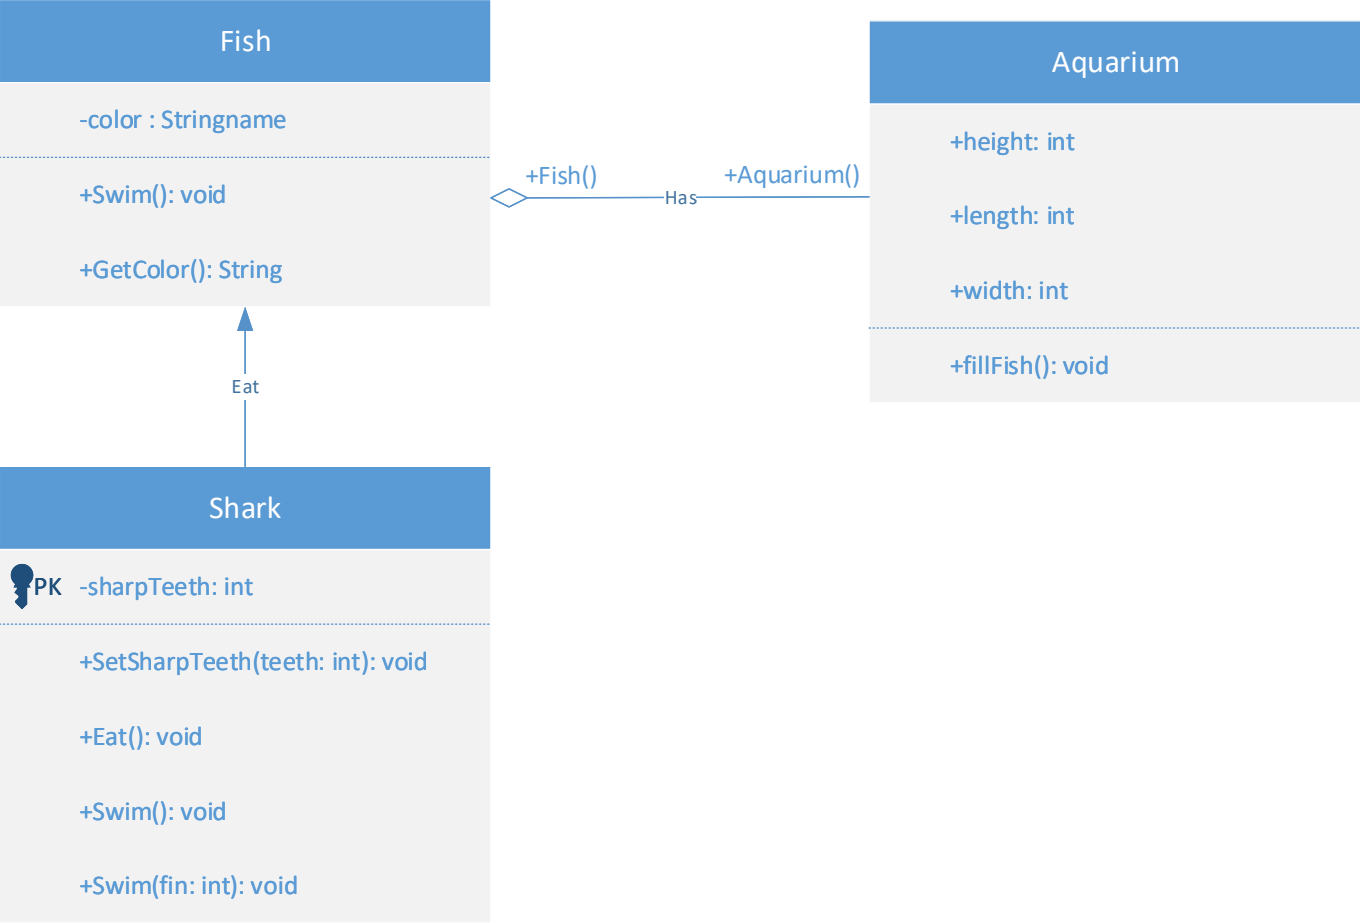 Fish
-color : Stringname
+Swim(): void
+GetColor(): String
+Fish()
Has
+Aquarium()
Aquarium
+height: int
+length: int
+width: int
+fillFish(): void
Eat
Shark
PK -sharpTeeth: int
+SetSharpTeeth(teeth: int): void
+Eat(): void
+Swim(): void
+Swim(fin: int): void